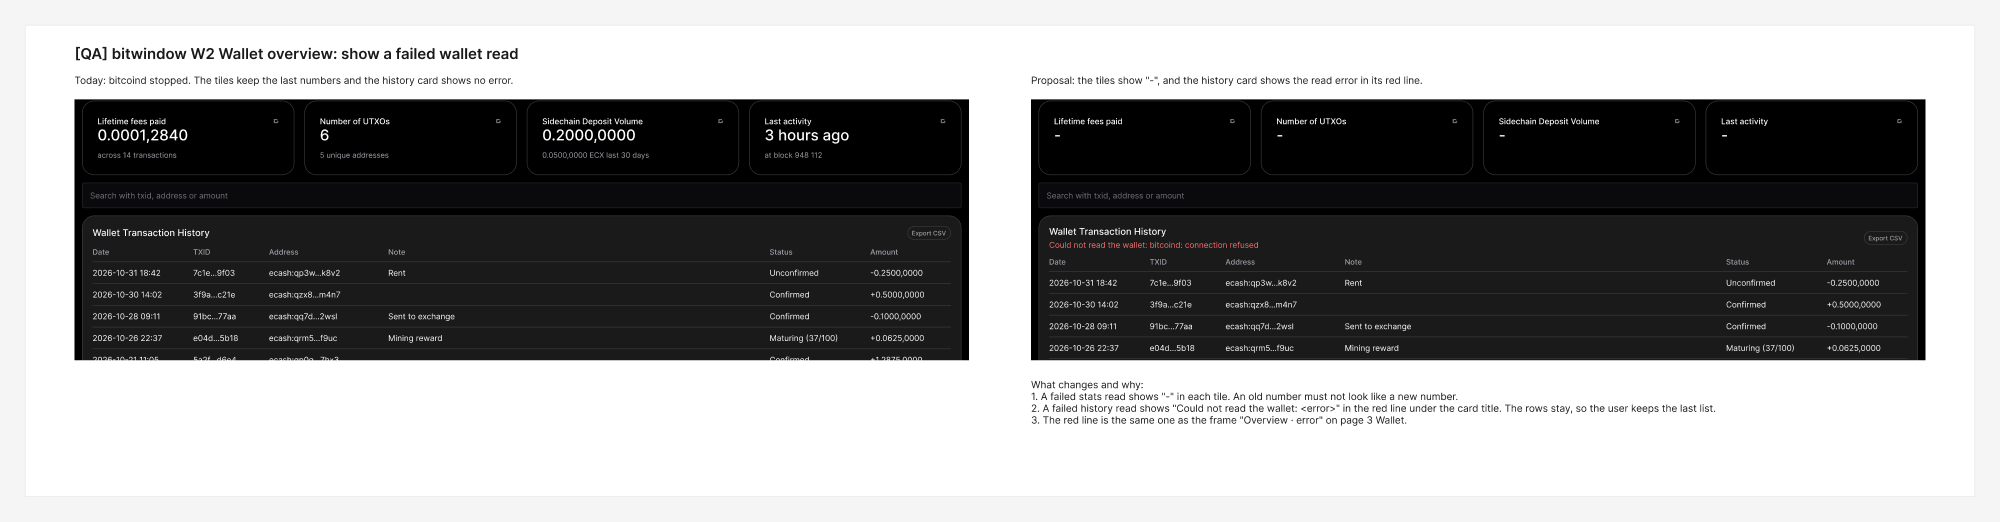 [QA] bitwindow W2 Wallet overview: show a failed wallet read
Today: bitcoind stopped. The tiles keep the last numbers and the history card shows no error.
Lifetime fees paid
0.0001,2840
across 14 transactions
Number of UTXOs
6
5 unique addresses
Sidechain Deposit Volume
0.2000,0000
0.0500,0000 ECX last 30 days
Last activity
3 hours ago
at block 948 112
Search with txid, address or amount
Wallet Transaction History
Export CSV
Date TXID Address Note Status Amount
2026-10-31 18:42 7c1e...9f03 ecash:qp3w...k8v2 Rent Unconfirmed -0.2500,0000
2026-10-30 14:02 3f9a...c21e ecash:qzx8...m4n7 Confirmed +0.5000,0000
2026-10-28 09:11 91bc...77aa ecash:qq7d...2wsl Sent to exchange Confirmed -0.1000,0000
2026-10-26 22:37 e04d...5b18 ecash:qrm5...f9uc Mining reward Maturing (37/100) +0.0625,0000
Proposal: the tiles show "-", and the history card shows the read error in its red line.
Lifetime fees paid
-
Number of UTXOs
-
Sidechain Deposit Volume
-
Last activity
-
Search with txid, address or amount
Wallet Transaction History
Could not read the wallet: bitcoind: connection refused
Export CSV
Date TXID Address Note Status Amount
2026-10-31 18:42 7c1e...9f03 ecash:qp3w...k8v2 Rent Unconfirmed -0.2500,0000
2026-10-30 14:02 3f9a...c21e ecash:qzx8...m4n7 Confirmed +0.5000,0000
2026-10-28 09:11 91bc...77aa ecash:qq7d...2wsl Sent to exchange Confirmed -0.1000,0000
2026-10-26 22:37 e04d...5b18 ecash:qrm5...f9uc Mining reward Maturing (37/100) +0.0625,0000
What changes and why:
1. A failed stats read shows "-" in each tile. An old number must not look like a new number.
2. A failed history read shows "Could not read the wallet: <error>" in the red line under the card title. The rows stay, so the user keeps the last list.
3. The red line is the same one as the frame "Overview · error" on page 3 Wallet.